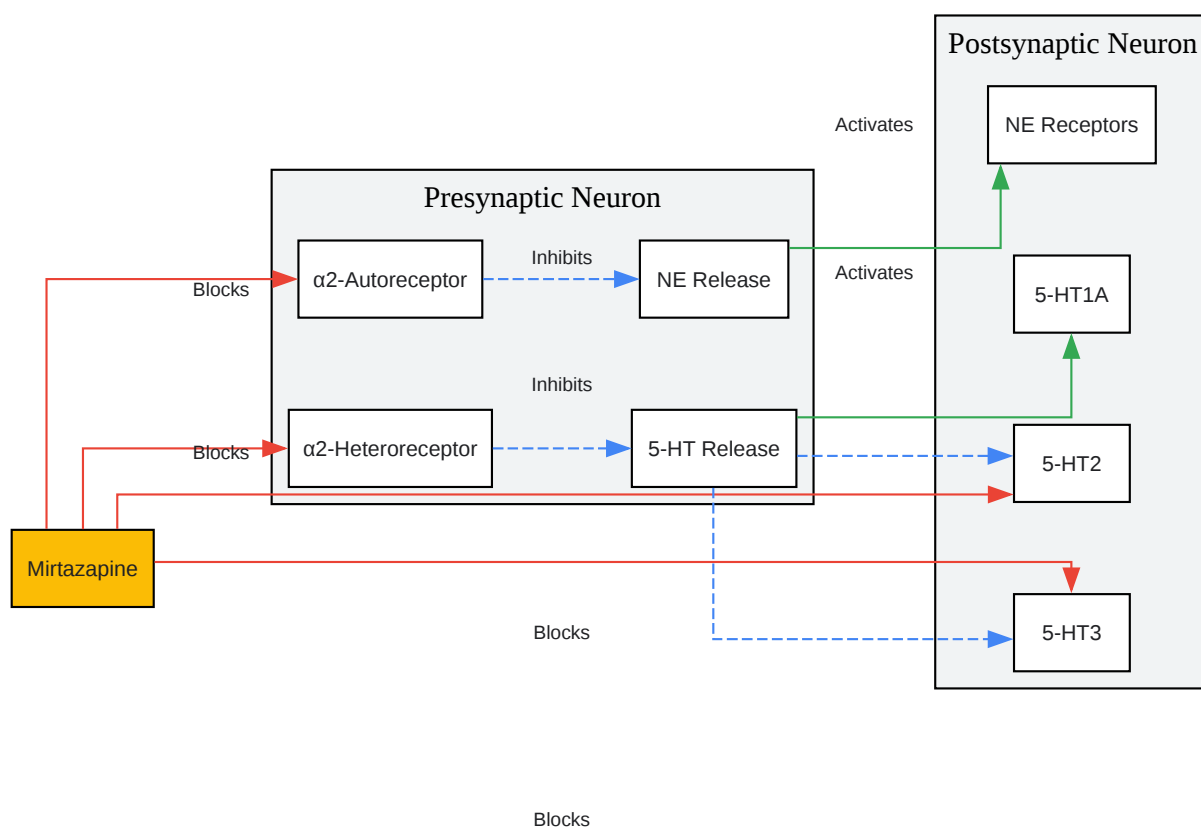 Postsynaptic Neuron
Activates
NE Receptors
Presynaptic Neuron
Inhibits
α2-Autoreceptor
NE Release
Activates
Blocks
5-HT1A
Inhibits
α2-Heteroreceptor
5-HT Release
Blocks
5-HT2
Mirtazapine
Blocks
5-HT3
Blocks